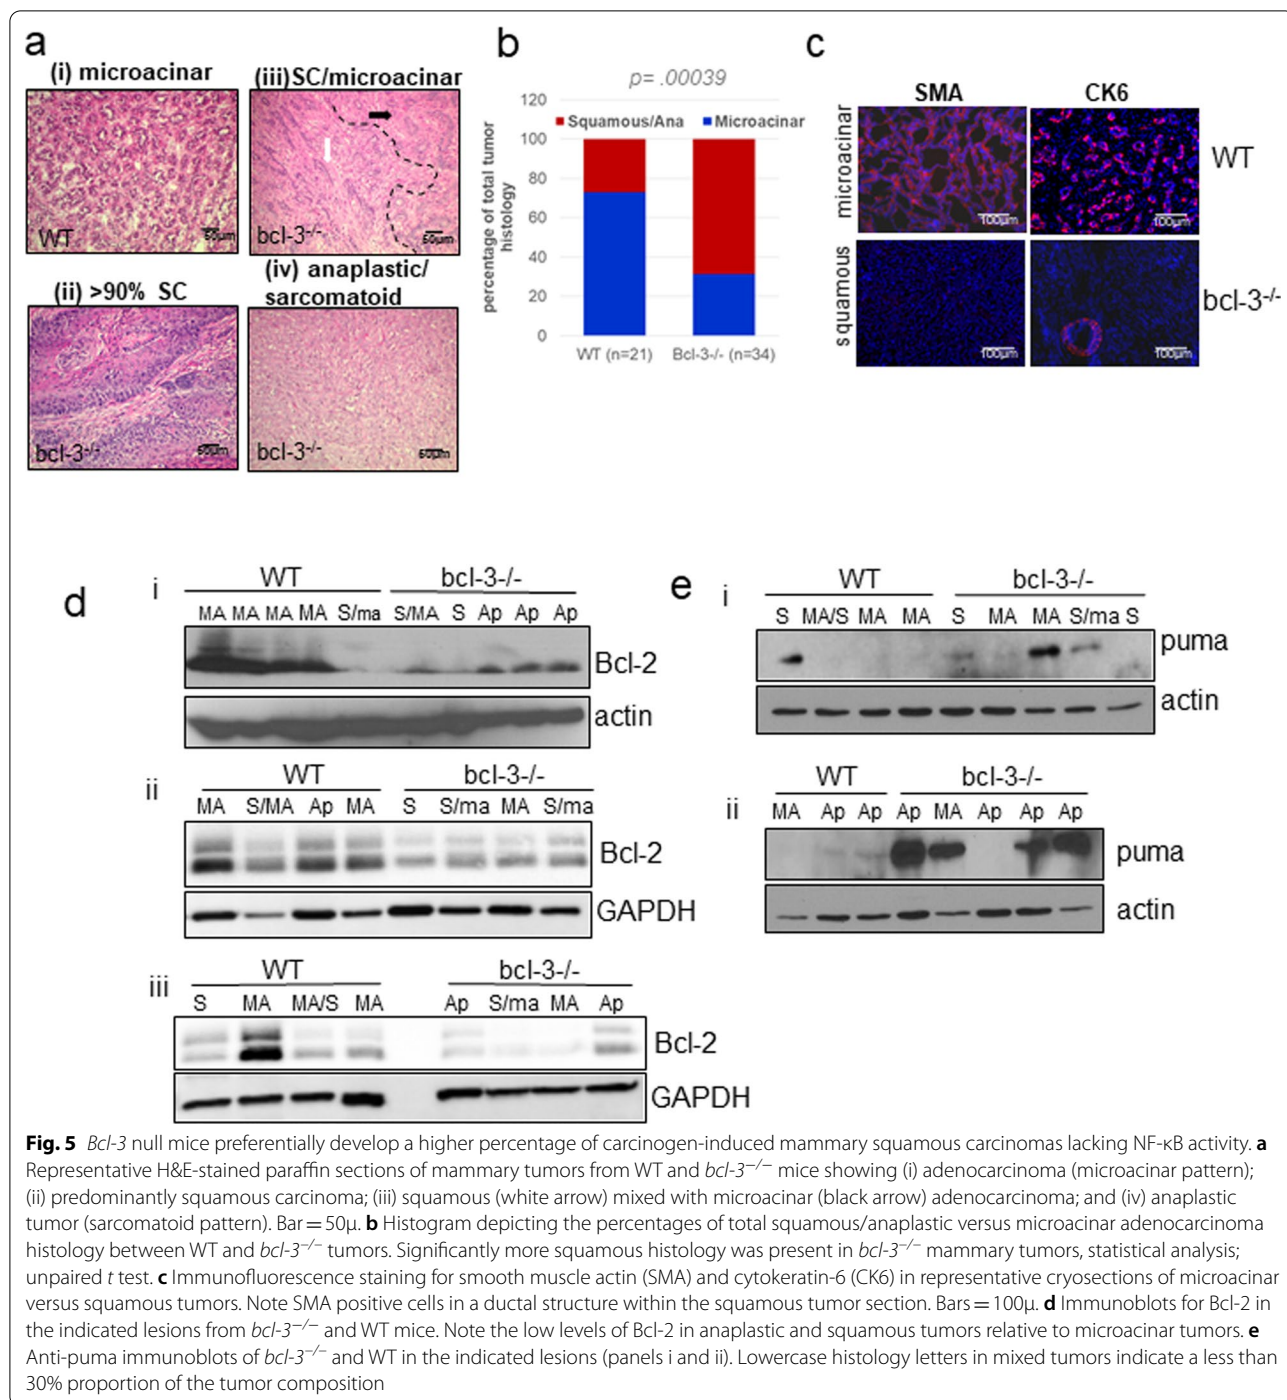 a
(i) microacinar
WT
50µm
(iii)SC/microacinar
bcl-3-/-
50µm
(ii) >90% SC
bcl-3-/-
50µm
(iv) anaplastic/
sarcomatoid
bcl-3-/-
50µm
b
p= .00039
percentage of total tumor
histology
120
100
80
60
40
20
0
Squamous/Ana
Microacinar
WT (n=21)
Bcl-3-/- (n=34)
c
SMA
CK6
microacinar
squamous
WT
bcl-3-/-
100µm
100µm
100µm
100µm
d
i
WT
bcl-3-/-
MA MA MA MA S/ma S/MA S Ap Ap Ap
Bcl-2
actin
ii
WT
bcl-3-/-
MA S/MA Ap MA S S/ma MA S/ma
Bcl-2
GAPDH
iii
WT
bcl-3-/-
S MA MA/S MA Ap S/ma MA Ap
Bcl-2
GAPDH
e
i
WT
bcl-3-/-
S MA/S MA MA S MA MA S/ma S
puma
actin
ii
WT
bcl-3-/-
MA Ap Ap Ap MA Ap Ap Ap
puma
actin
Fig. 5 Bcl-3 null mice preferentially develop a higher percentage of carcinogen-induced mammary squamous carcinomas lacking NF-κB activity. a
Representative H&E-stained paraffin sections of mammary tumors from WT and bcl-3−/− mice showing (i) adenocarcinoma (microacinar pattern);
(ii) predominantly squamous carcinoma; (iii) squamous (white arrow) mixed with microacinar (black arrow) adenocarcinoma; and (iv) anaplastic
tumor (sarcomatoid pattern). Bar = 50µ. b Histogram depicting the percentages of total squamous/anaplastic versus microacinar adenocarcinoma
histology between WT and bcl-3−/− tumors. Significantly more squamous histology was present in bcl-3−/− mammary tumors, statistical analysis;
unpaired t test. c Immunofluorescence staining for smooth muscle actin (SMA) and cytokeratin-6 (CK6) in representative cryosections of microacinar
versus squamous tumors. Note SMA positive cells in a ductal structure within the squamous tumor section. Bars = 100µ. d Immunoblots for Bcl-2 in
the indicated lesions from bcl-3−/− and WT mice. Note the low levels of Bcl-2 in anaplastic and squamous tumors relative to microacinar tumors. e
Anti-puma immunoblots of bcl-3−/− and WT in the indicated lesions (panels i and ii). Lowercase histology letters in mixed tumors indicate a less than
30% proportion of the tumor composition